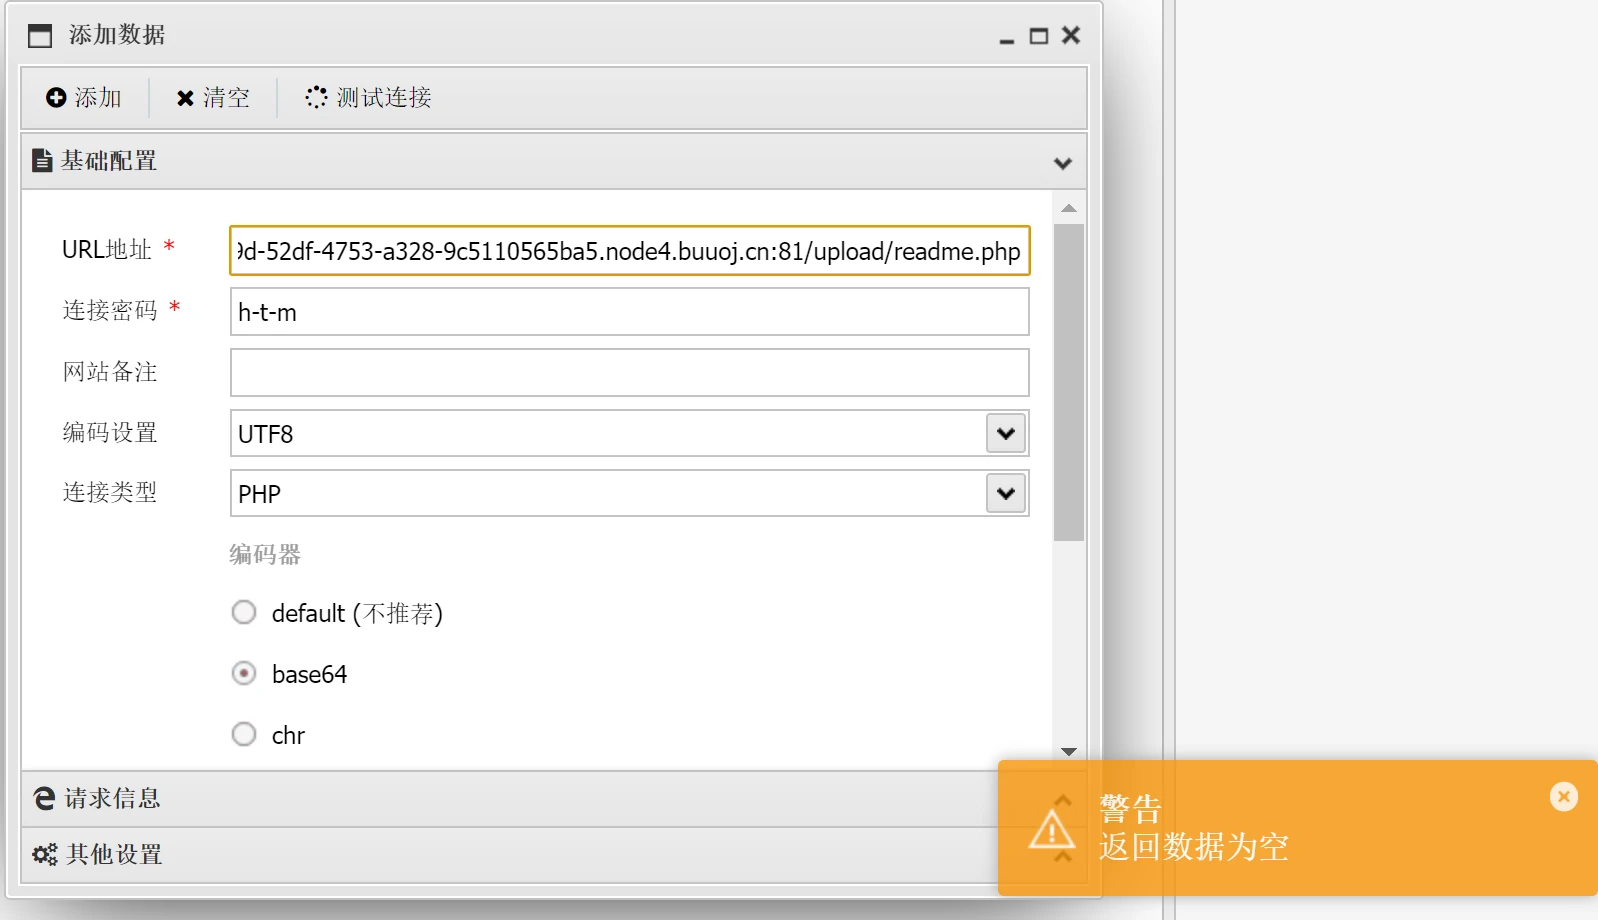 添加数据
添加
清空
测试连接
基础配置
URL地址 *
9d-52df-4753-a328-9c5110565ba5.node4.buuoj.cn:81/upload/readme.php
连接密码 *
h-t-m
网站备注
编码设置
UTF8
连接类型
PHP
编码器
default (不推荐)
base64
chr
请求信息
其他设置
警告
返回数据为空